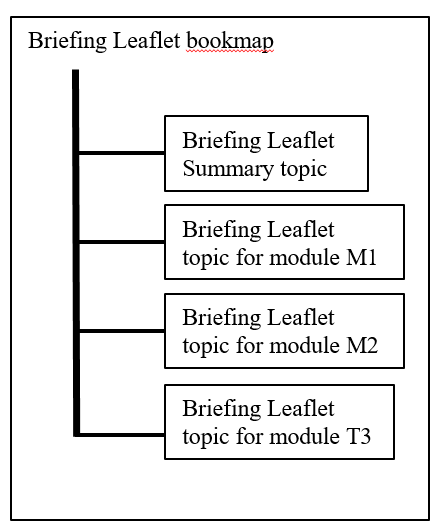 Briefing Leaflet bookmap
Briefing Leaflet
Summary topic
Briefing Leaflet
topic for module M1
Briefing Leaflet
topic for module M2
Briefing Leaflet
topic for module T3